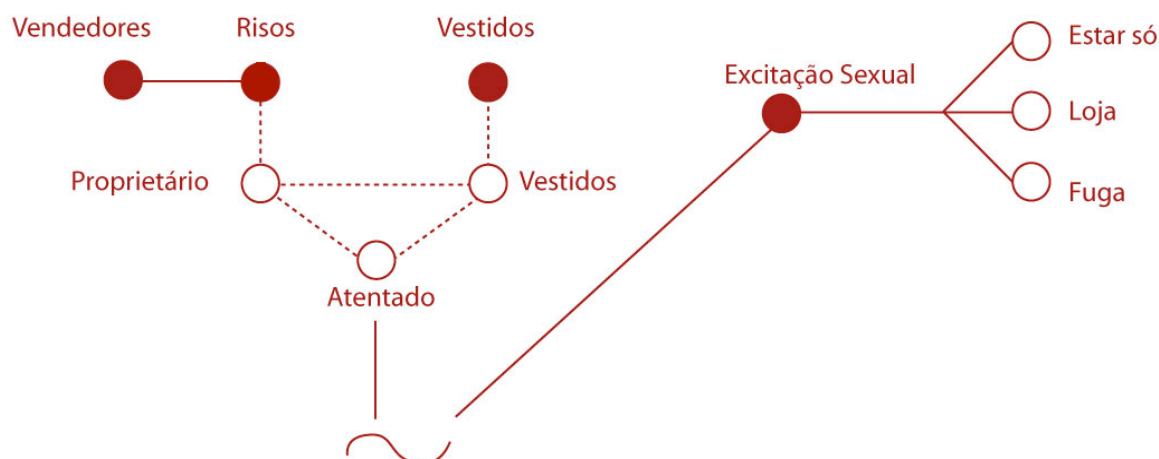 Vendedores
Risos
Vestidos
Estar só
Excitação Sexual
Loja
Proprietário
Vestidos
Fuga
Atentado